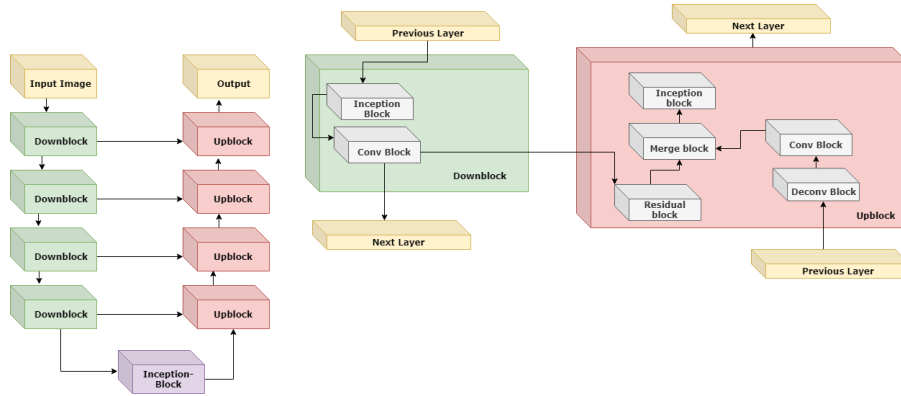 Input Image
Output
Downblock
Upblock
Downblock
Upblock
Downblock
Upblock
Downblock
Upblock
Inception-
Block
Previous Layer
Inception
Block
Conv Block
Downblock
Next Layer
Next Layer
Inception
block
Merge block
Conv Block
Residual
block
Deconv Block
Upblock
Previous Layer